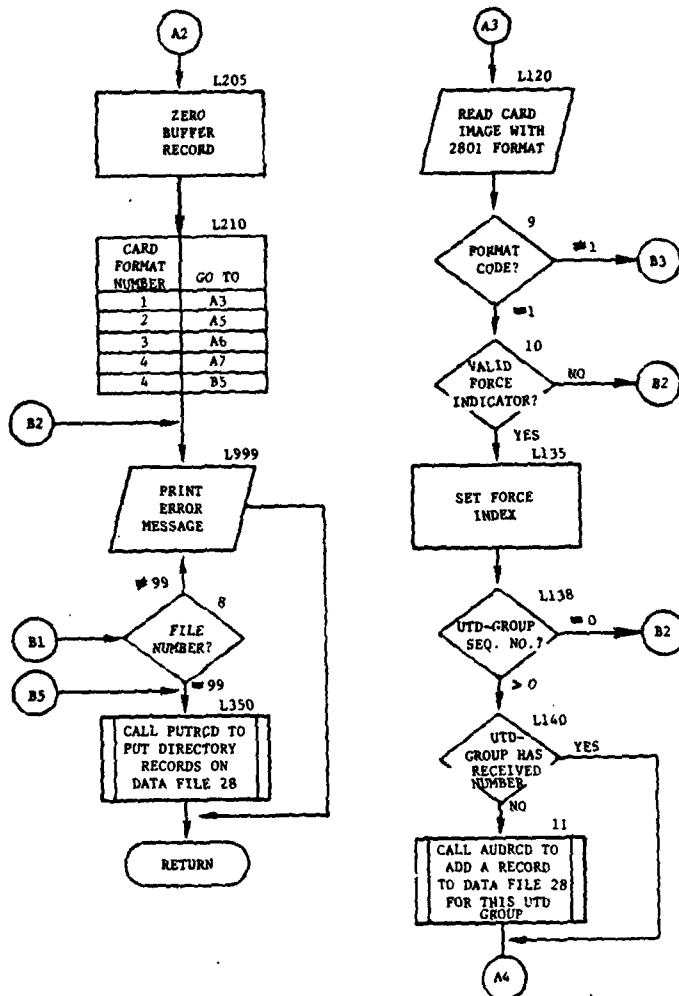 A2
L205
ZERO
BUFFER
RECORD
L210
CARD
FORMAT
NUMBER GO TO
1 A3
2 A5
3 A6
4 A7
4 B5
B2
L999
PRINT
ERROR
MESSAGE
≠99
8
B1
FILE
NUMBER?
B5
=99
L350
CALL PUTRCD TO
PUT DIRECTORY
RECORDS ON
DATA FILE 28
RETURN
A3
L120
READ CARD
IMAGE WITH
2801 FORMAT
9
FORMAT
CODE?
≠1
B3
=1
10
VALID
FORCE
INDICATOR?
NO
B2
YES
L135
SET FORCE
INDEX
L138
UTD-GROUP
SEQ. NO.?
=0
B2
> 0
L140
UTD-
GROUP HAS
RECEIVED
NUMBER
YES
NO
11
CALL AUDRCD TO
ADD A RECORD
TO DATA FILE 28
FOR THIS UTD
GROUP
A4